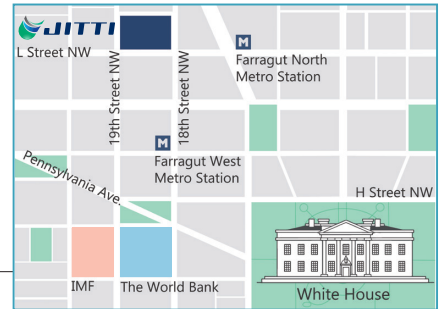 JITTI
L Street NW
19th Street NW
18th Street NW
M
Farragut North
Metro Station
M
Farragut West
Metro Station
Pennsylvania Ave.
H Street NW
IMF
The World Bank
White House